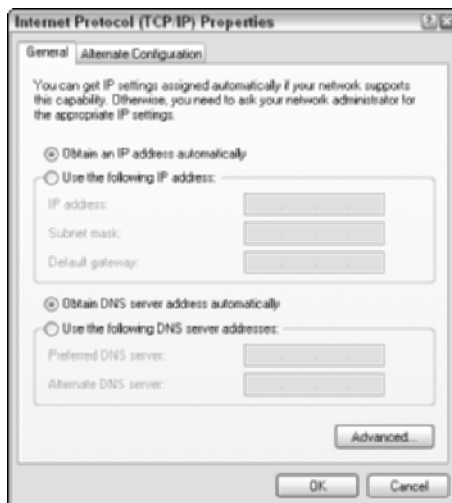 Internet Protocol (TCP/IP) Properties
General
Alternate Configuration
You can get IP settings assigned automatically if your network supports
this capability. Otherwise, you need to ask your network administrator for
the appropriate IP settings.
Obtain an IP address automatically
Use the following IP address:
IP address:
Subnet mask:
Default gateway:
Obtain DNS server address automatically
Use the following DNS server addresses:
Preferred DNS server:
Alternate DNS server:
Advanced...
OK
Cancel